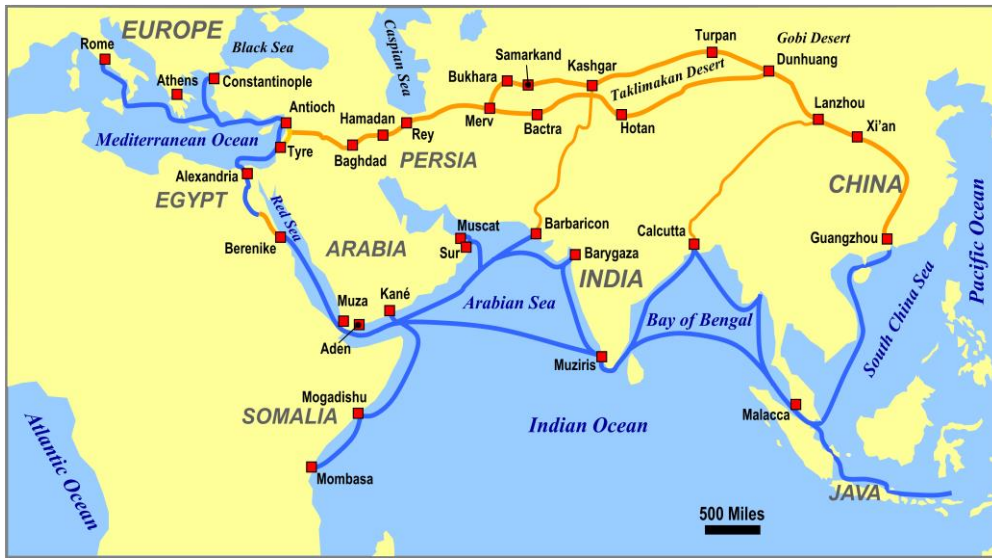 EUROPE
Rome
Black Sea
Caspian Sea
Turpan
Gobi Desert
Samarkand
Kashgar
Dunhuang
Athens
Constantinople
Bukhara
Taklimakan Desert
Antioch
Hamadan
Lanzhou
Mediterranean Ocean
Rey
Merv
Bactra
Hotan
Xi'an
Tyre
Baghdad
PERSIA
Alexandria
EGYPT
Red Sea
CHINA
Muscat
Barbaricon
Calcutta
Guangzhou
Berenike
ARABIA
Sur
Barygaza
INDIA
Pacific Ocean
Kané
Arabian Sea
Muza
Bay of Bengal
South China Sea
Aden
Muziris
Mogadishu
SOMALIA
Malacca
Indian Ocean
Atlantic Ocean
Mombasa
JAVA
500 Miles